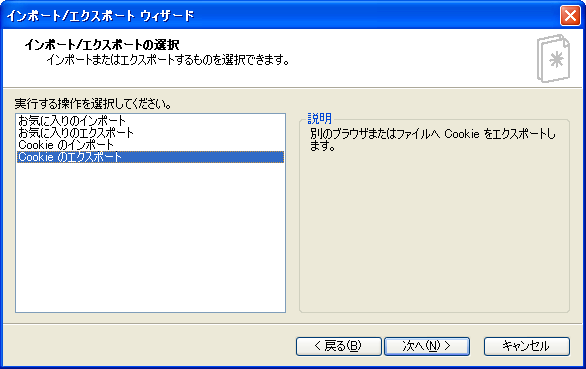 インポート/エクスポート ウィザード
インポート/エクスポートの選択
インポートまたはエクスポートするものを選択できます。
実行する操作を選択してください。
お気に入りのインポート
お気に入りのエクスポート
Cookie のインポート
Cookie のエクスポート
説明
別のブラウザまたはファイルへ Cookie をエクスポートし
ます。
< 戻る(B)
次へ(N) >
キャンセル